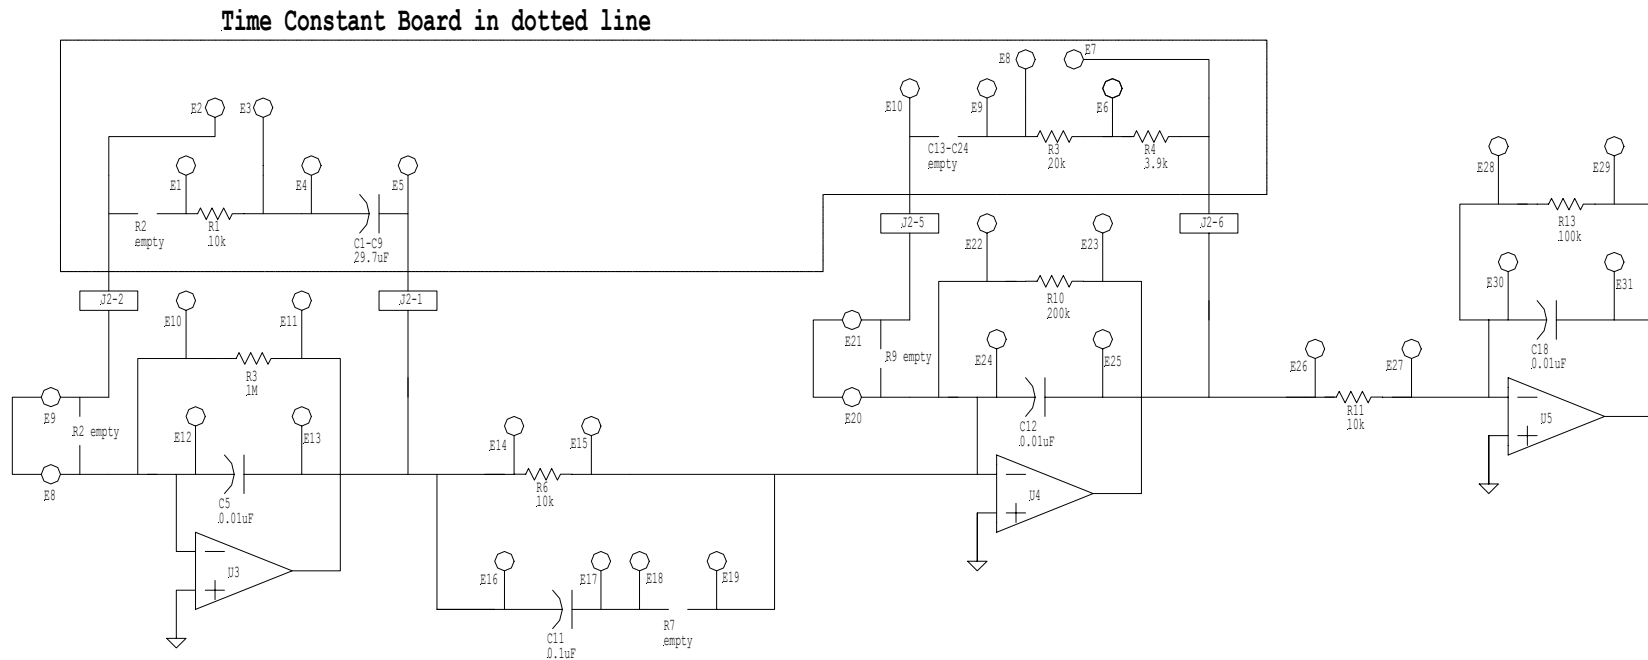 Time Constant Board in dotted line
E7
E8
E2
E3
E10
E9
E6
C13-C24
empty
R3
20k
R4
3.9k
E28
E29
E1
E4
E5
R2
empty
R1
10k
C1-C9
29.7uF
J2-5
J2-6
R13
100k
E22
E23
E30
E31
J2-2
J2-1
R10
200k
E10
E11
E21
R9 empty
E24
E25
C18
0.01uF
E26
E27
R3
1M
E9
R2 empty
E12
E13
E20
C12
0.01uF
R11
10k
U5
E14
E15
E8
C5
0.01uF
R6
10k
U4
U3
E16
E17
E18
E19
C11
0.1uF
R7
empty